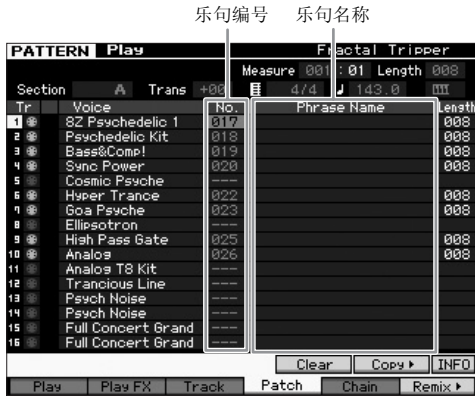 乐句编号 乐句名称
PATTERN Play Fractal Tripper
Measure 001 : 01 Length 008
Section A Trans +00 4/4 143.0
Tr Voice No. Phrase Name Length
1 8Z Psychedelic 1 017 008
2 Psychedelic Kit 018 008
3 Bass&Comp! 019 008
4 Sync Power 020 008
5 Cosmic Psyche ---
6 Hyper Trance 022 008
7 Goa Psyche 023 008
8 Ellipsotron ---
9 High Pass Gate 025 008
10 Analog 026 008
11 Analog T8 Kit ---
12 Trancious Line ---
13 Psych Noise ---
14 Psych Noise ---
15 Full Concert Grand ---
16 Full Concert Grand ---
Clear Copy INFO
Play Play FX Track Patch Chain Remix